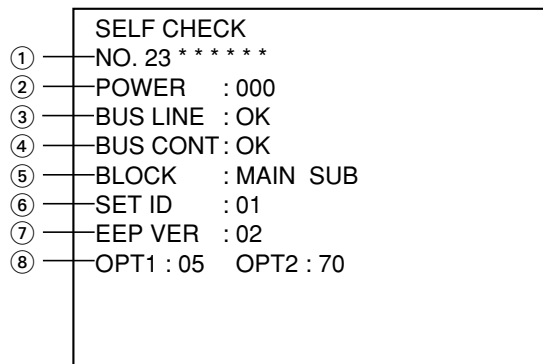 SELF CHECK
① NO. 23 * * * * * *
② POWER : 000
③ BUS LINE : OK
④ BUS CONT : OK
⑤ BLOCK : MAIN SUB
⑥ SET ID : 01
⑦ EEP VER : 02
⑧ OPT1 : 05 OPT2 : 70